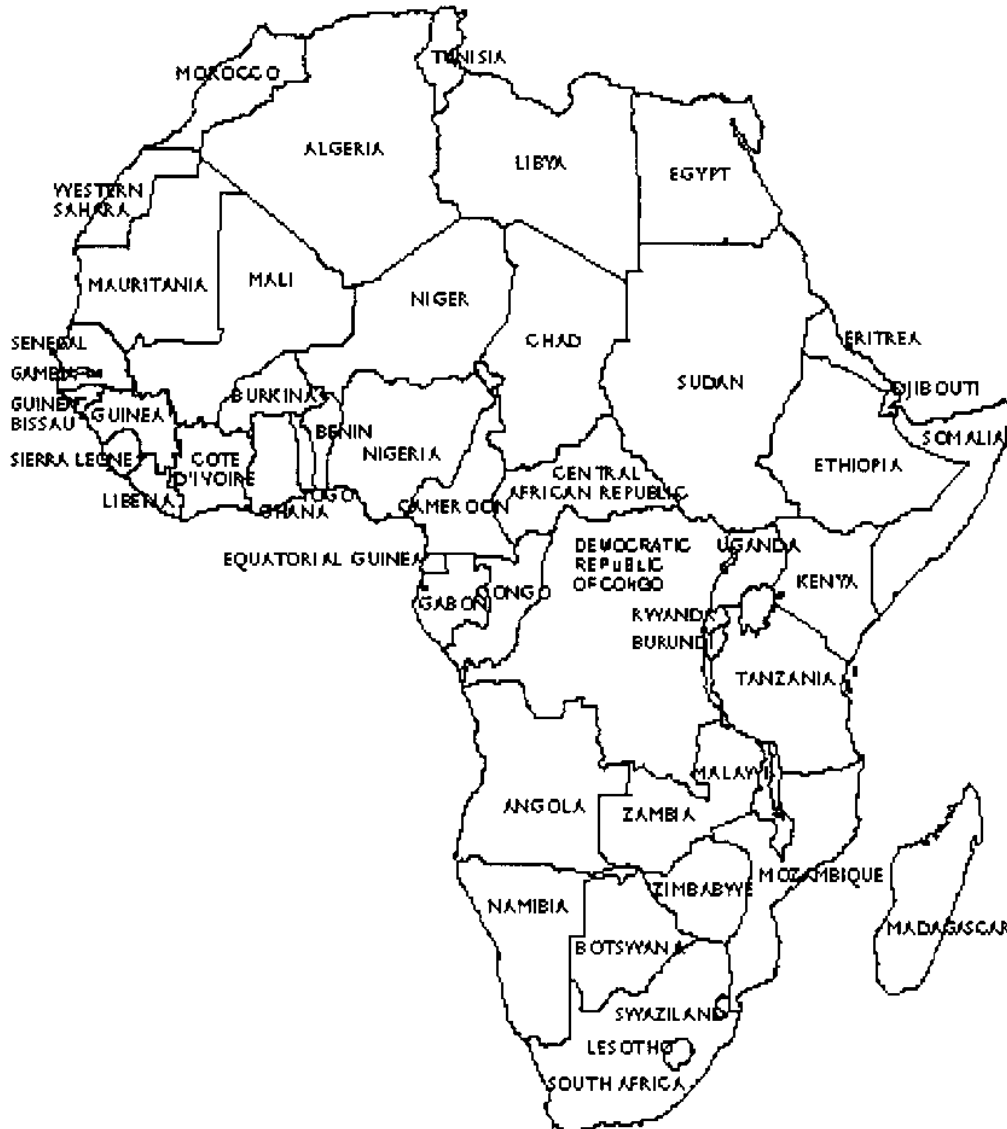 TUNISIA
MOROCCO
ALGERIA
LIBYA
EGYPT
WESTERN
SAHARA
MAURITANIA
MALI
NIGER
CHAD
SUDAN
ERITREA
SENEGAL
GAMBIA
DJIBOUTI
GUINEA
BISSAU
GUINEA
BURKINA
BENIN
NIGERIA
SOMALIA
ETHIOPIA
SIERRA LEONE
COTE
D'IVOIRE
CENTRAL
AFRICAN REPUBLIC
LIBERIA
GHANA
TOGO
CAMEROON
EQUATORIAL GUINEA
DEMOCRATIC
REPUBLIC
OF CONGO
UGANDA
KENYA
GABON
CONGO
RWANDA
BURUNDI
TANZANIA
MALAWI
ANGOLA
ZAMBIA
MOZAMBIQUE
ZIMBABWE
NAMIBIA
MADAGASCAR
BOTSWANA
SWAZILAND
LESOTHO
SOUTH AFRICA